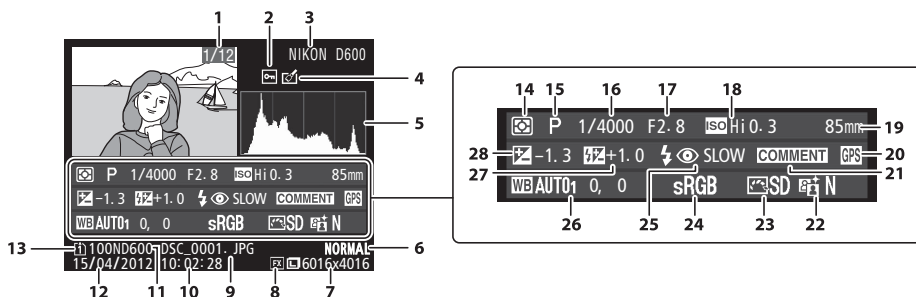 1 2 3
1/12 NIKON D600
4
5
P 1/4000 F2.8 ISO Hi 0.3 85mm
-1.3 +1.0 SLOW COMMENT GPS
WB AUTO1 0, 0 sRGB SD N
13 1 100ND600 DSC_0001.JPG NORMAL 6
15/04/2012 10:02:28 FX L 6016x4016
12 11 10 9 8 7
14 15 16 17 18
P 1/4000 F2.8 ISO Hi 0.3 85mm 19
28 -1.3 +1.0 SLOW COMMENT GPS 20
27 21
WB AUTO1 0, 0 sRGB SD N
26 25 24 23 22